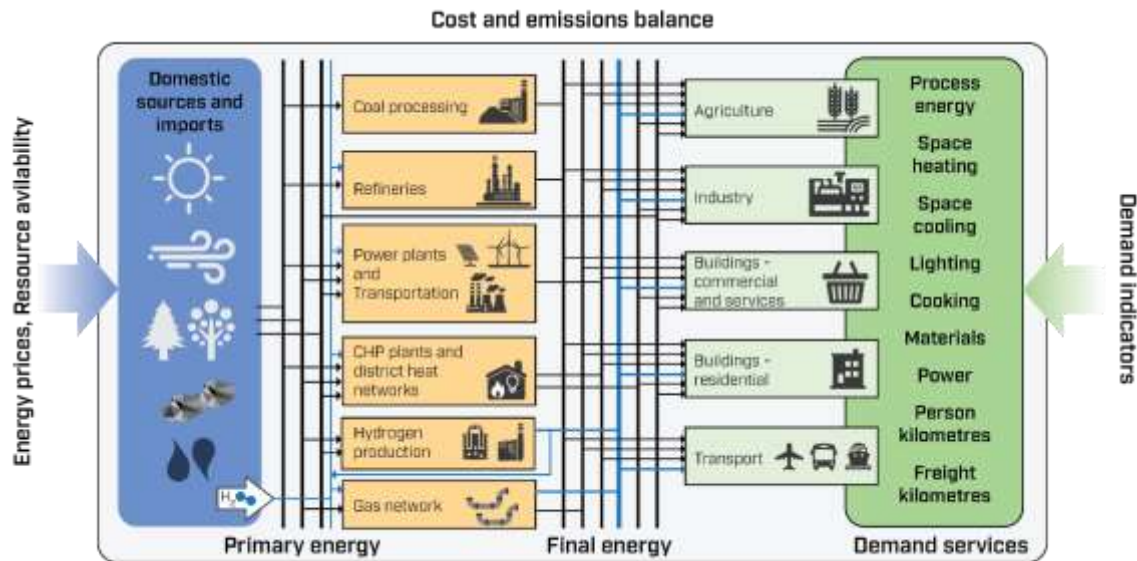 Cost and emissions balance
Energy prices, Resource avilability
Domestic
sources and
imports
H₂
Coal processing
Refineries
Power plants
and
Transportation
CHP plants and
district heat
networks
Hydrogen
production
Gas network
Agriculture
Industry
Buildings -
commercial
and services
Buildings -
residential
Transport
Process
energy
Space
heating
Space
cooling
Lighting
Cooking
Materials
Power
Person
kilometres
Freight
kilometres
Demand indicators
Primary energy
Final energy
Demand services